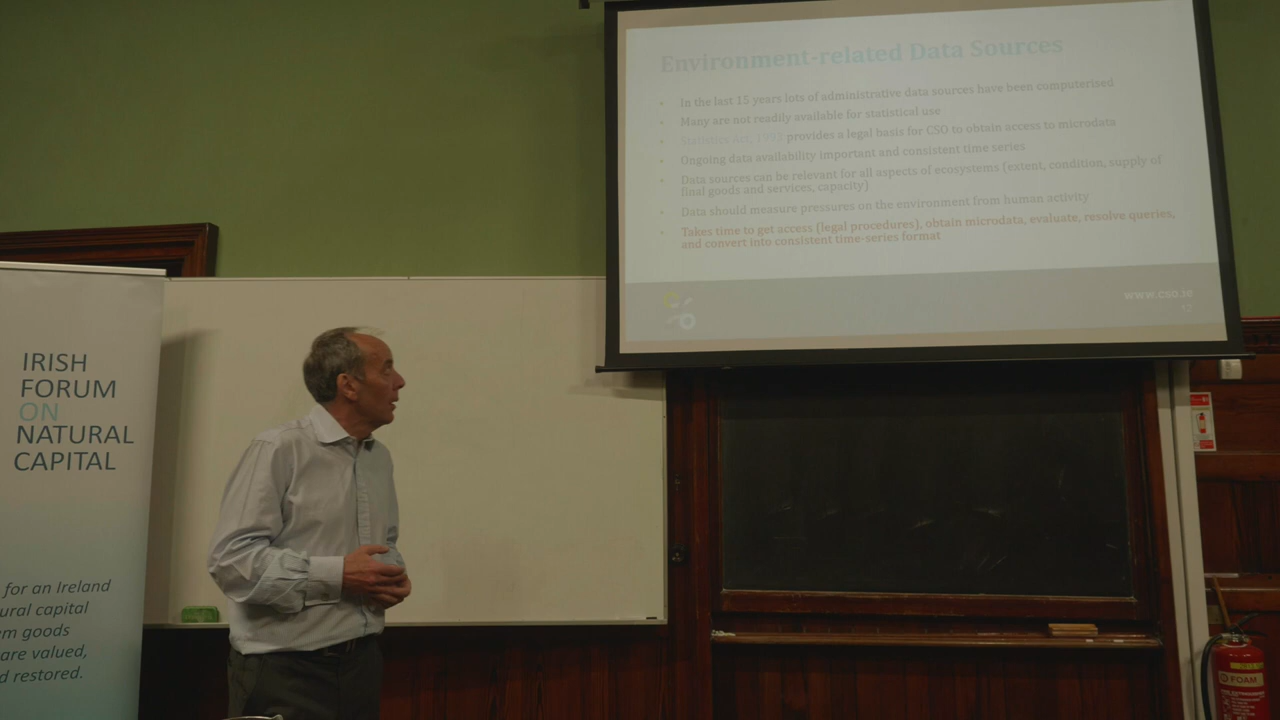 Environment-related Data Sources
In the last 15 years lots of administrative data sources have been computerised
Many are not readily available for statistical use
Statistics Act, 1993 provides a legal basis for CSO to obtain access to microdata
Ongoing data availability important and consistent time series
Data sources can be relevant for all aspects of ecosystems (extent, condition, supply of
final goods and services, capacity)
Data should measure pressures on the environment from human activity
Takes time to get access (legal procedures), obtain microdata, evaluate, resolve queries,
and convert into consistent time-series format
www.cso.ie
IRISH
FORUM
ON
NATURAL
CAPITAL
for an Ireland
ural capital
em goods
are valued,
d restored.
FOAM